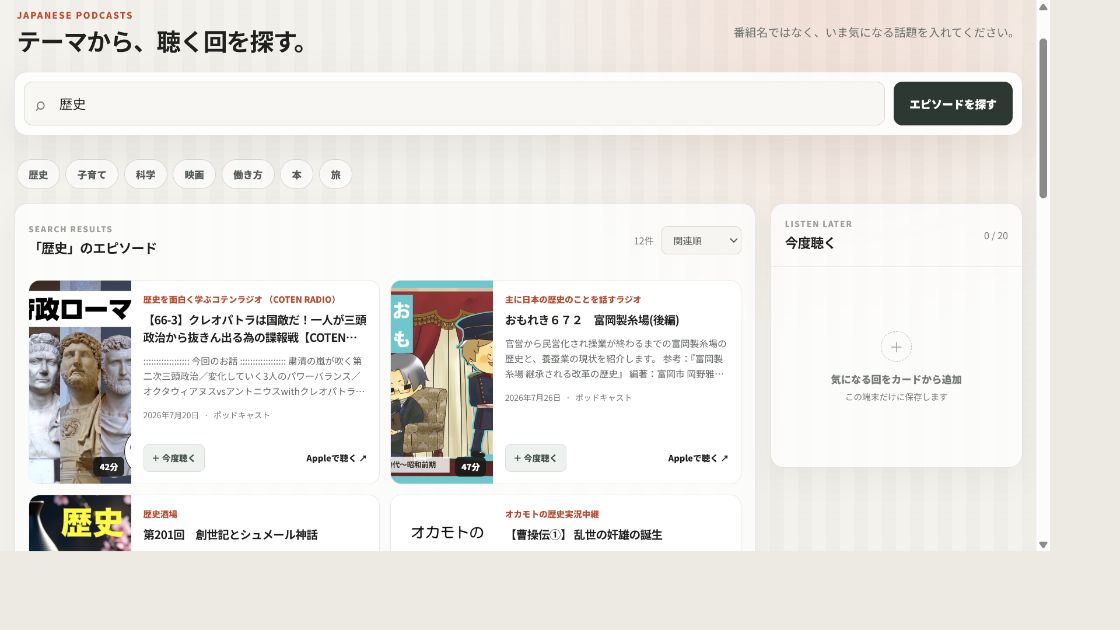 JAPANESE PODCASTS
テーマから、聴く回を探す。
番組名ではなく、いま気になる話題を入れてください。
歴史
エピソードを探す
歴史
子育て
科学
映画
働き方
本
旅
SEARCH RESULTS
「歴史」のエピソード
12件
関連順
帝政ローマ
42分
歴史を面白く学ぶコテンラジオ （COTEN RADIO）
【66-3】クレオパトラは国敵だ！一人が三頭
政治から抜きん出る為の諜報戦【COTEN…
::::::::::::::::::: 今回のお話 ::::::::::::::::::: 粛清の嵐が吹く第
二次三頭政治／変化していく3人のパワーバランス／
オクタウィアヌスvsアントニウスwithクレオパトラ…
2026年7月20日 · ポッドキャスト
+ 今度聴く
Appleで聴く ↗
おも
代〜昭和前期
47分
主に日本の歴史のことを話すラジオ
おもれき６７２　富岡製糸場(後編)
官営から民営化され操業が終わるまでの富岡製糸場の
歴史と、養蚕業の現状を紹介します。 参考：『富岡製
糸場 継承される改革の歴史』 編著：富岡市 岡野雅…
2026年7月26日 · ポッドキャスト
+ 今度聴く
Appleで聴く ↗
歴史
歴史酒場
第201回　創世記とシュメール神話
オカモトの
オカモトの歴史実況中継
【曹操伝①】 乱世の奸雄の誕生
LISTEN LATER
今度聴く
0 / 20
+
気になる回をカードから追加
この端末だけに保存します